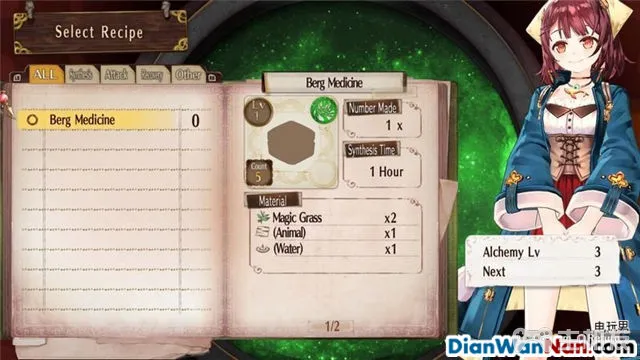 Select Recipe
ALL Synthesis Attack Recovery Other
Berg Medicine 0
Berg Medicine
Lv
1
Count
5
Number Made
1 x
Synthesis Time
1 Hour
Material
Magic Grass x2
(Animal) x1
(Water) x1
1/2
Alchemy Lv 3
Next 3
电玩男
DianWanNan.com